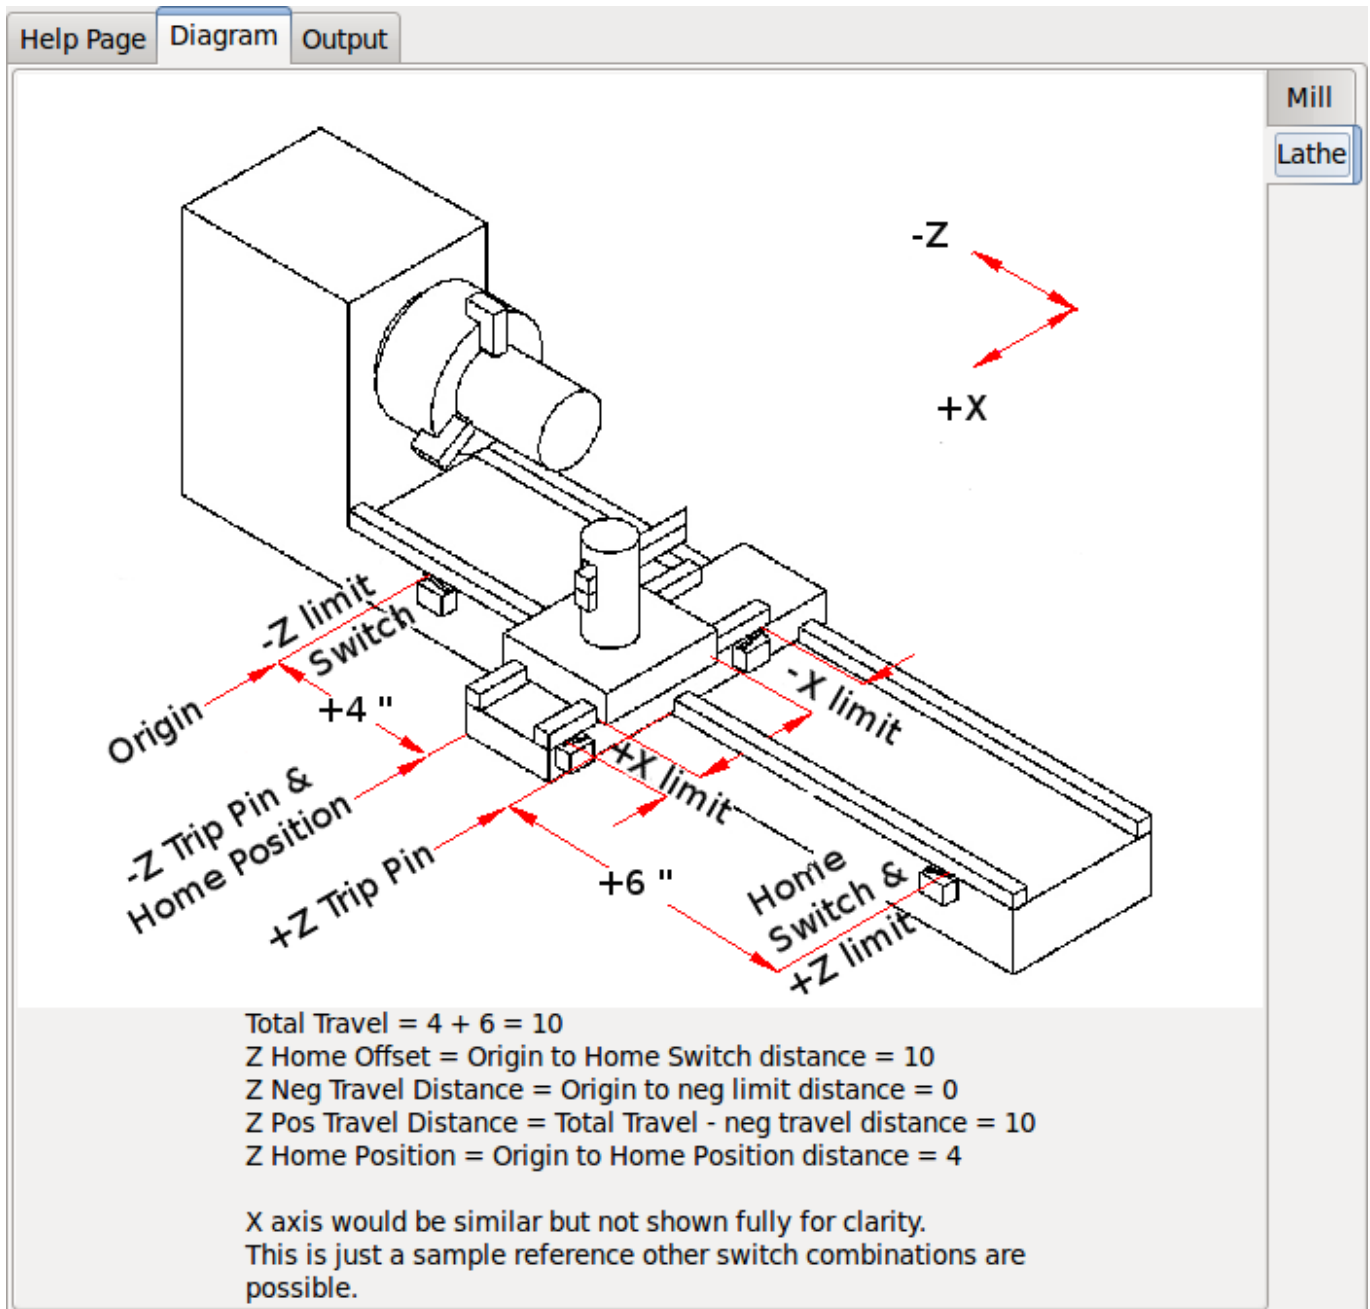 Help Page
Diagram
Output
Mill
Lathe
-Z
+X
-Z limit
Switch
Origin
+4 "
-X limit
+X limit
-Z Trip Pin &
Home Position
+Z Trip Pin
+6 "
Home
Switch &
+Z limit
Total Travel = 4 + 6 = 10
Z Home Offset = Origin to Home Switch distance = 10
Z Neg Travel Distance = Origin to neg limit distance = 0
Z Pos Travel Distance = Total Travel - neg travel distance = 10
Z Home Position = Origin to Home Position distance = 4
X axis would be similar but not shown fully for clarity.
This is just a sample reference other switch combinations are
possible.